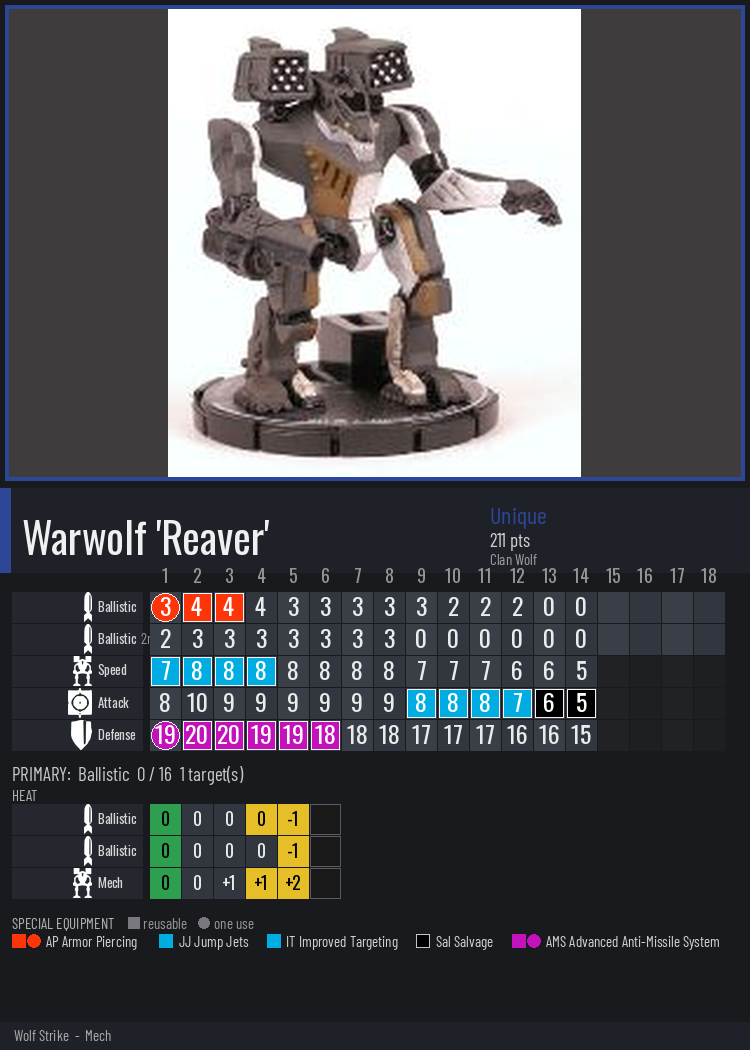 Warwolf 'Reaver'
Unique
211 pts
Clan Wolf
1 2 3 4 5 6 7 8 9 10 11 12 13 14 15 16 17 18
Ballistic 3 4 4 4 3 3 3 3 3 2 2 2 0 0
Ballistic 2n 2 3 3 3 3 3 3 3 0 0 0 0 0 0
Speed 7 8 8 8 8 8 8 8 7 7 7 6 6 5
Attack 8 10 9 9 9 9 9 9 8 8 8 7 6 5
Defense 19 20 20 19 19 18 18 18 17 17 17 16 16 15
PRIMARY: Ballistic 0 / 16 1 target(s)
HEAT
Ballistic 0 0 0 0 -1
Ballistic 0 0 0 0 -1
Mech 0 0 +1 +1 +2
SPECIAL EQUIPMENT reusable one use
AP Armor Piercing JJ Jump Jets IT Improved Targeting Sal Salvage AMS Advanced Anti-Missile System
Wolf Strike - Mech